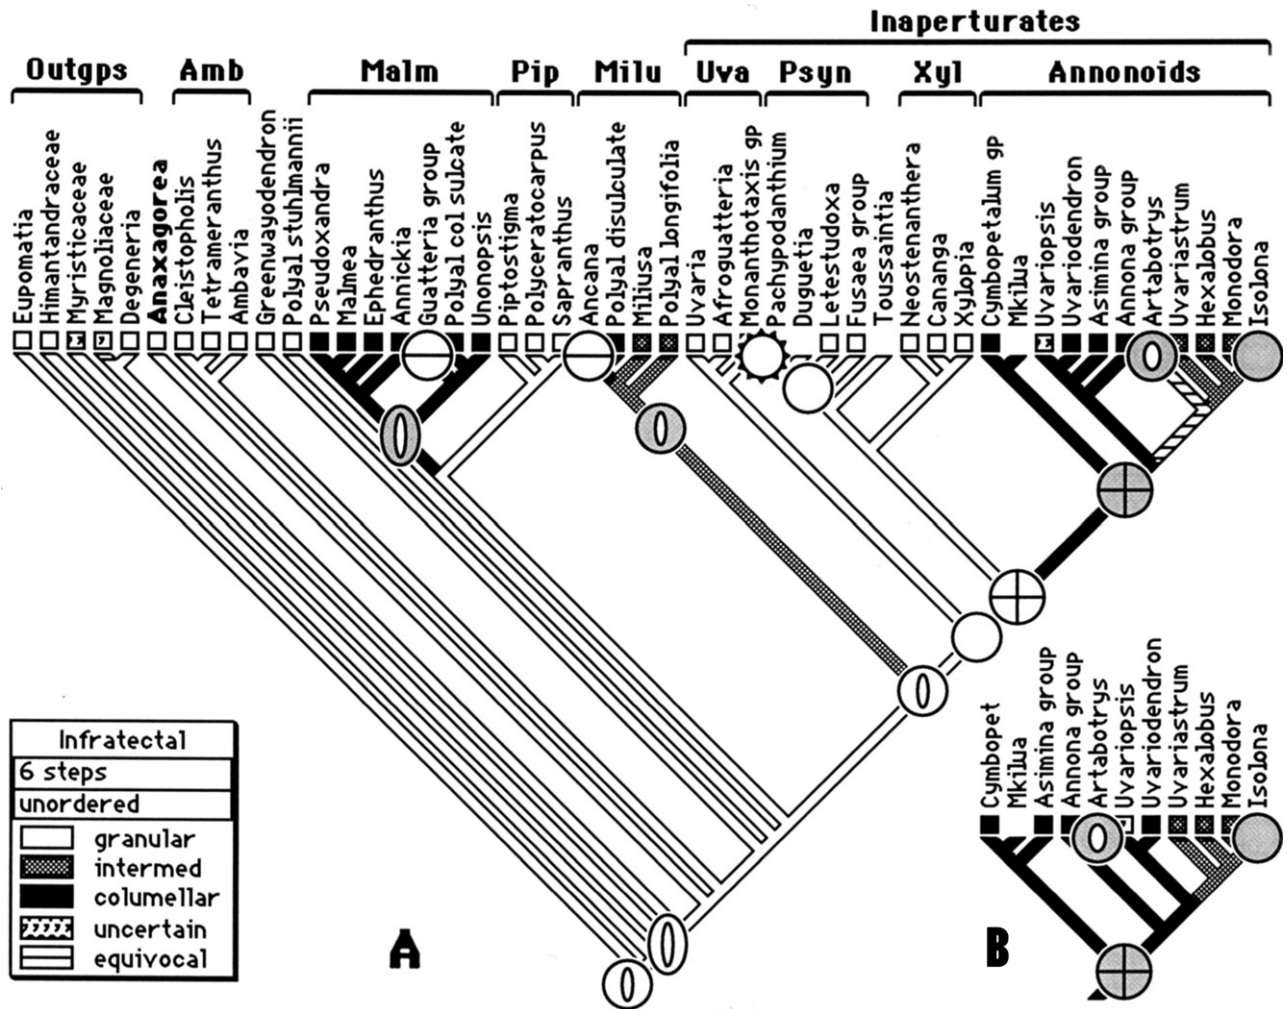 Inaperturates
Outgps Amb Malm Pip Milu Uva Psyn Xyl Annonoids
Eupomatia
Himantandraceae
Myristicaceae
Magnoliaceae
Degeneria
Anaxagorea
Cleistopholis
Tetrameranthus
Ambavia
Greenwayodendron
Polyal stuhlmannii
Pseudoxandra
Malmea
Ephedranthus
Annickia
Guatteria group
Polyal col sulcate
Unonopsis
Piptostigma
Polyceratocarpus
Sapranthus
Ancana
Polyal disulculate
Miliusa
Polyal longifolia
Uvaria
Afroguatteria
Monanthotaxis gp
Pachypodanthium
Duguetia
Letestudoxa
Fusaea group
Toussaintia
Neostenanthera
Cananga
Xylopia
Cymbopetalum gp
Mkilua
Uvariopsis
Uvariodendron
Asimina group
Annona group
Artabotrys
Uvariastrum
Hexalobus
Monodora
Isolona
Cymbopet
Mkilua
Asimina group
Annona group
Artabotrys
Uvariopsis
Uvariodendron
Uvariastrum
Hexalobus
Monodora
Isolona
Infratectal
6 steps
unordered
granular
intermed
columellar
uncertain
equivocal
A
B